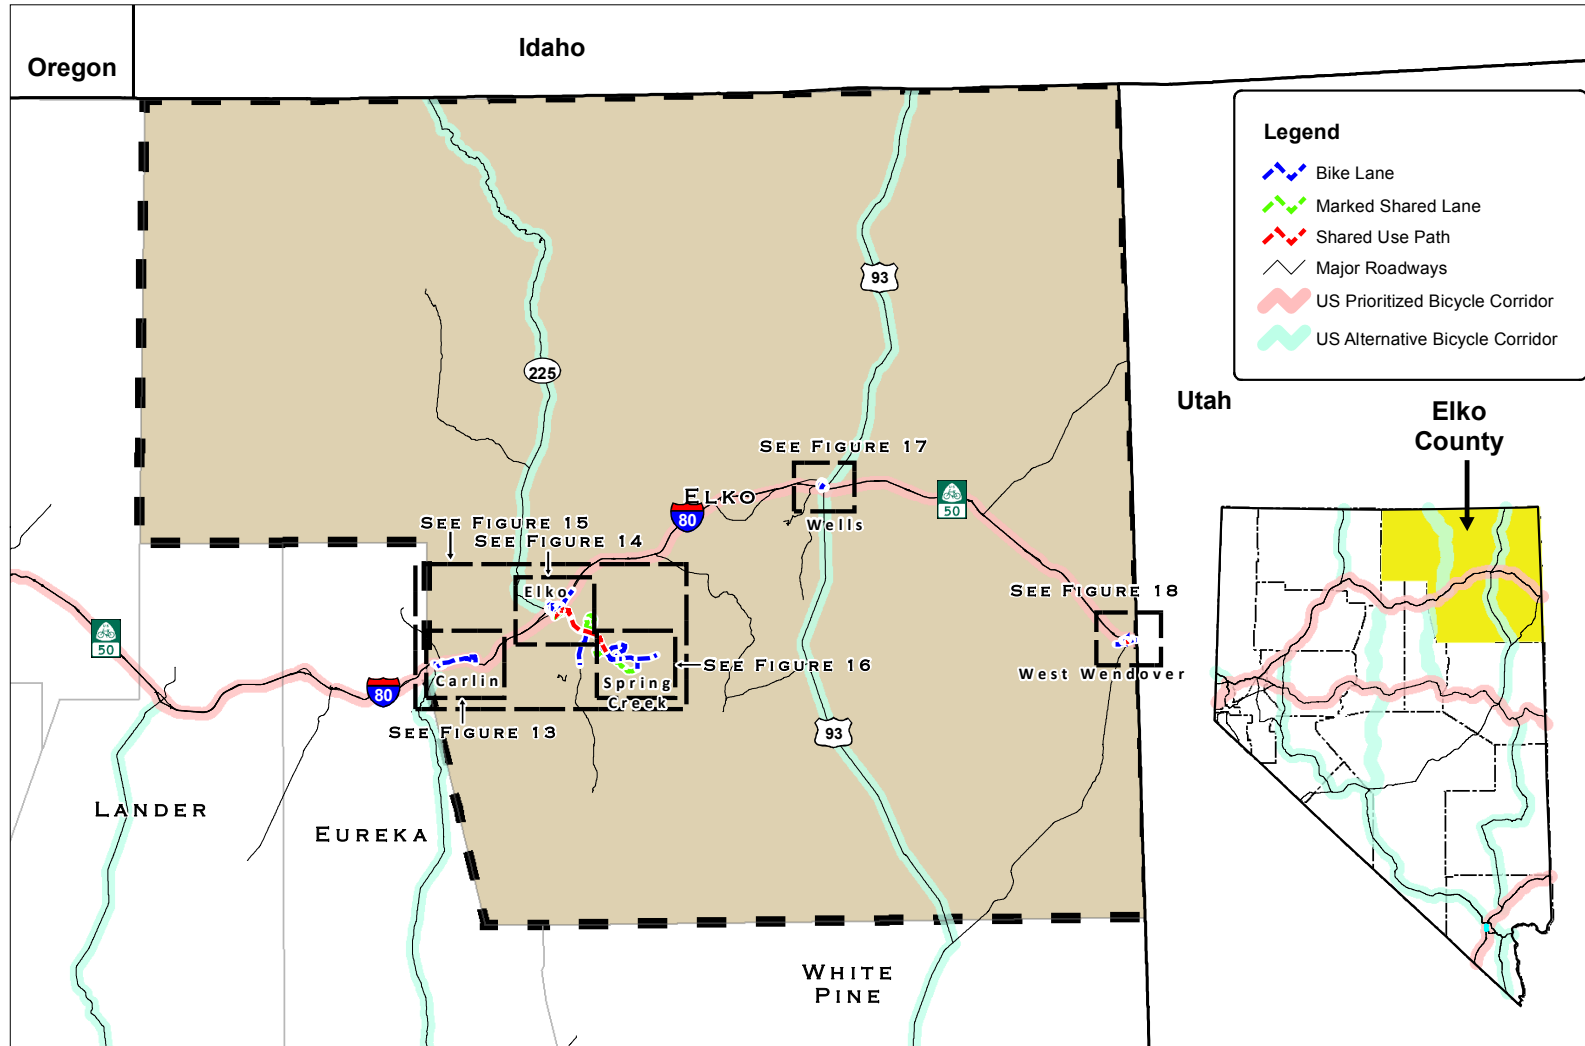 Oregon
Idaho
Legend
Bike Lane
Marked Shared Lane
Shared Use Path
Major Roadways
US Prioritized Bicycle Corridor
US Alternative Bicycle Corridor
93
225
Utah
Elko
County
See Figure 17
Elko
80
50
Wells
See Figure 15
See Figure 14
Elko
See Figure 18
50
See Figure 16
West Wendover
Carlin
Spring
Creek
80
See Figure 13
93
Lander
Eureka
White
Pine